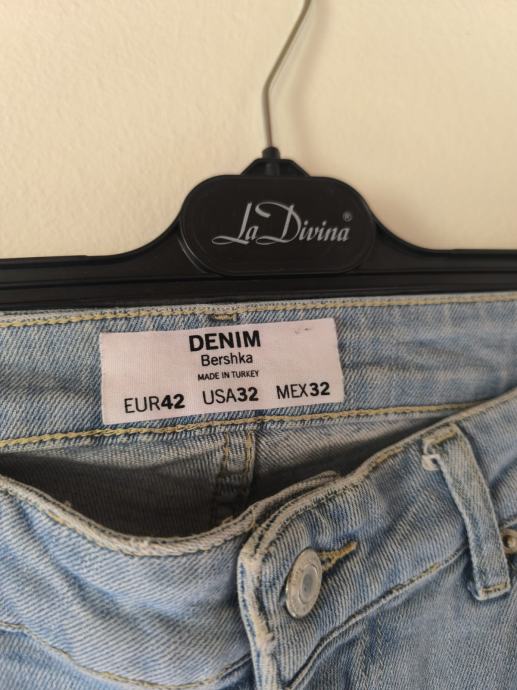 La Divina®
DENIM
Bershka
MADE IN TURKEY
EUR42 USA32 MEX32